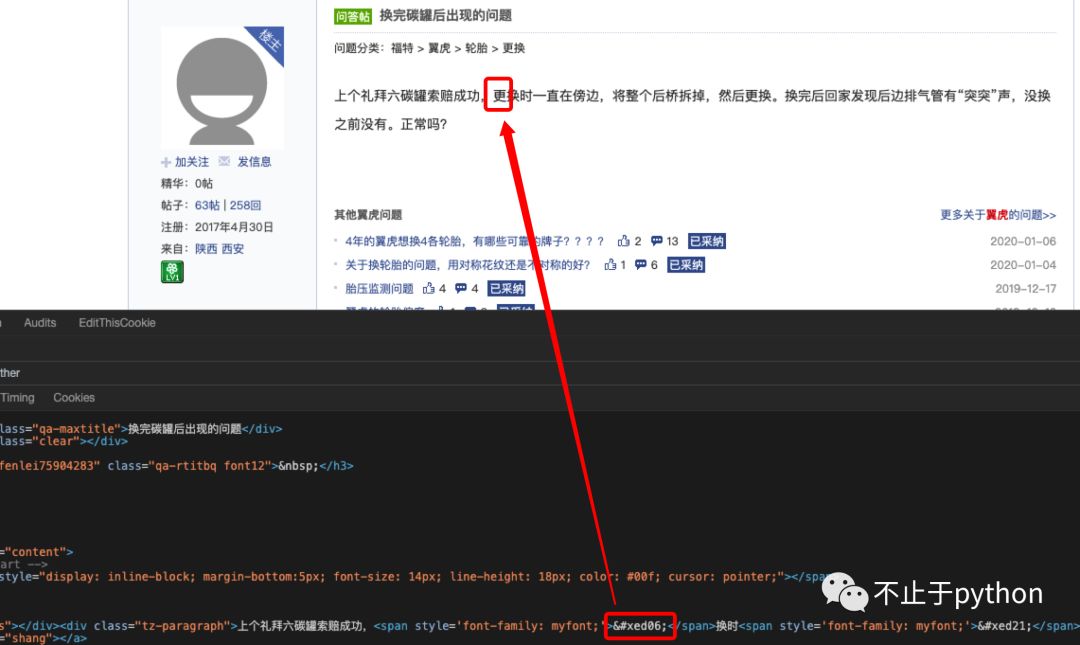 问答帖 换完碳罐后出现的问题
楼主
问题分类：福特 > 翼虎 > 轮胎 > 更换
上个礼拜六碳罐索赔成功，更换时一直在傍边，将整个后桥拆掉，然后更换。换完后回家发现后边排气管有“突突”声，没换
之前没有。正常吗?
加关注 发信息
精华：0帖
帖子：63帖 | 258回
注册：2017年4月30日
来自：陕西 西安
LV1
其他翼虎问题 更多关于翼虎的问题>>
4年的翼虎想换4各轮胎，有哪些可靠的牌子？？？？ 2 13 已采纳 2020-01-06
关于换轮胎的问题，用对称花纹还是不对称的好？ 1 6 已采纳 2020-01-04
胎压监测问题 4 4 已采纳 2019-12-17
Audits EditThisCookie
ther
Timing Cookies
lass="qa-maxtitle">换完碳罐后出现的问题</div>
lass="clear"></div>
fenlei75904283" class="qa-rtitbq font12">&nbsp;</h3>
="content">
art -->
style="display: inline-block; margin-bottom:5px; font-size: 14px; line-height: 18px; color: #00f; cursor: pointer;"></span>
不止于python
s"></div><div class="tz-paragraph">上个礼拜六碳罐索赔成功，<span style='font-family: myfont;'>&#xed06;</span>换时<span style='font-family: myfont;'>&#xed21;</span>
="shang"></a>